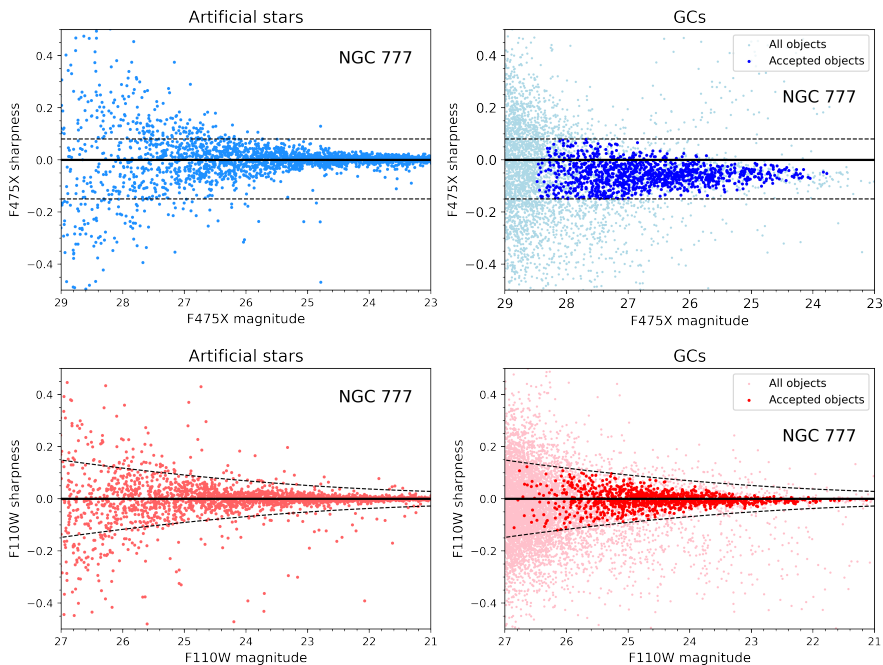 Artificial stars
NGC 777
0.4
0.2
0.0
−0.2
−0.4
F475X sharpness
29
28
27
26
25
24
23
F475X magnitude
GCs
All objects
Accepted objects
NGC 777
0.4
0.2
0.0
−0.2
−0.4
F475X sharpness
29
28
27
26
25
24
23
F475X magnitude
Artificial stars
NGC 777
0.4
0.2
0.0
−0.2
−0.4
F110W sharpness
27
26
25
24
23
22
21
F110W magnitude
GCs
All objects
Accepted objects
NGC 777
0.4
0.2
0.0
−0.2
−0.4
F110W sharpness
27
26
25
24
23
22
21
F110W magnitude